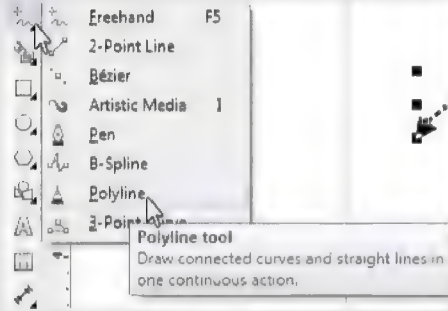 Freehand F5
2-Point Line
Bézier
Artistic Media I
Pen
B-Spline
Polyline
3-Point Curve
Polyline tool
Draw connected curves and straight lines in
one continuous action.